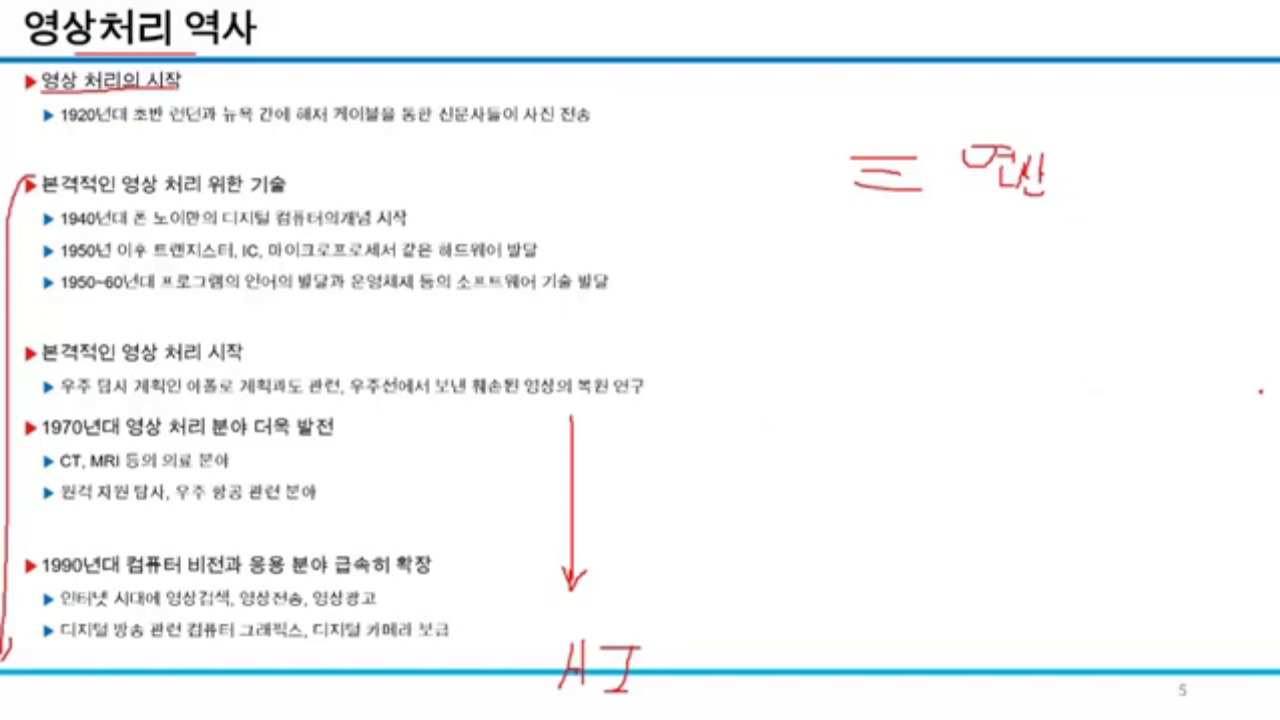 영상처리 역사
영상 처리의 시작
1920년대 초반 런던과 뉴욕 간에 해저 케이블을 통한 신문사들이 사진 전송
연산
본격적인 영상 처리 위한 기술
1940년대 폰 노이만의 디지털 컴퓨터의개념 시작
1950년 이후 트랜지스터, IC, 마이크로프로세서 같은 하드웨어 발달
1950~60년대 프로그램의 언어의 발달과 운영체제 등의 소프트웨어 기술 발달
본격적인 영상 처리 시작
우주 탐사 계획인 아폴로 계획과도 관련, 우주선에서 보낸 훼손된 영상의 복원 연구
1970년대 영상 처리 분야 더욱 발전
CT, MRI 등의 의료 분야
원격 자원 탐사, 우주 항공 관련 분야
1990년대 컴퓨터 비전과 응용 분야 급속히 확장
인터넷 시대에 영상검색, 영상전송, 영상광고
디지털 방송 관련 컴퓨터 그래픽스, 디지털 카메라 보급
AI
5